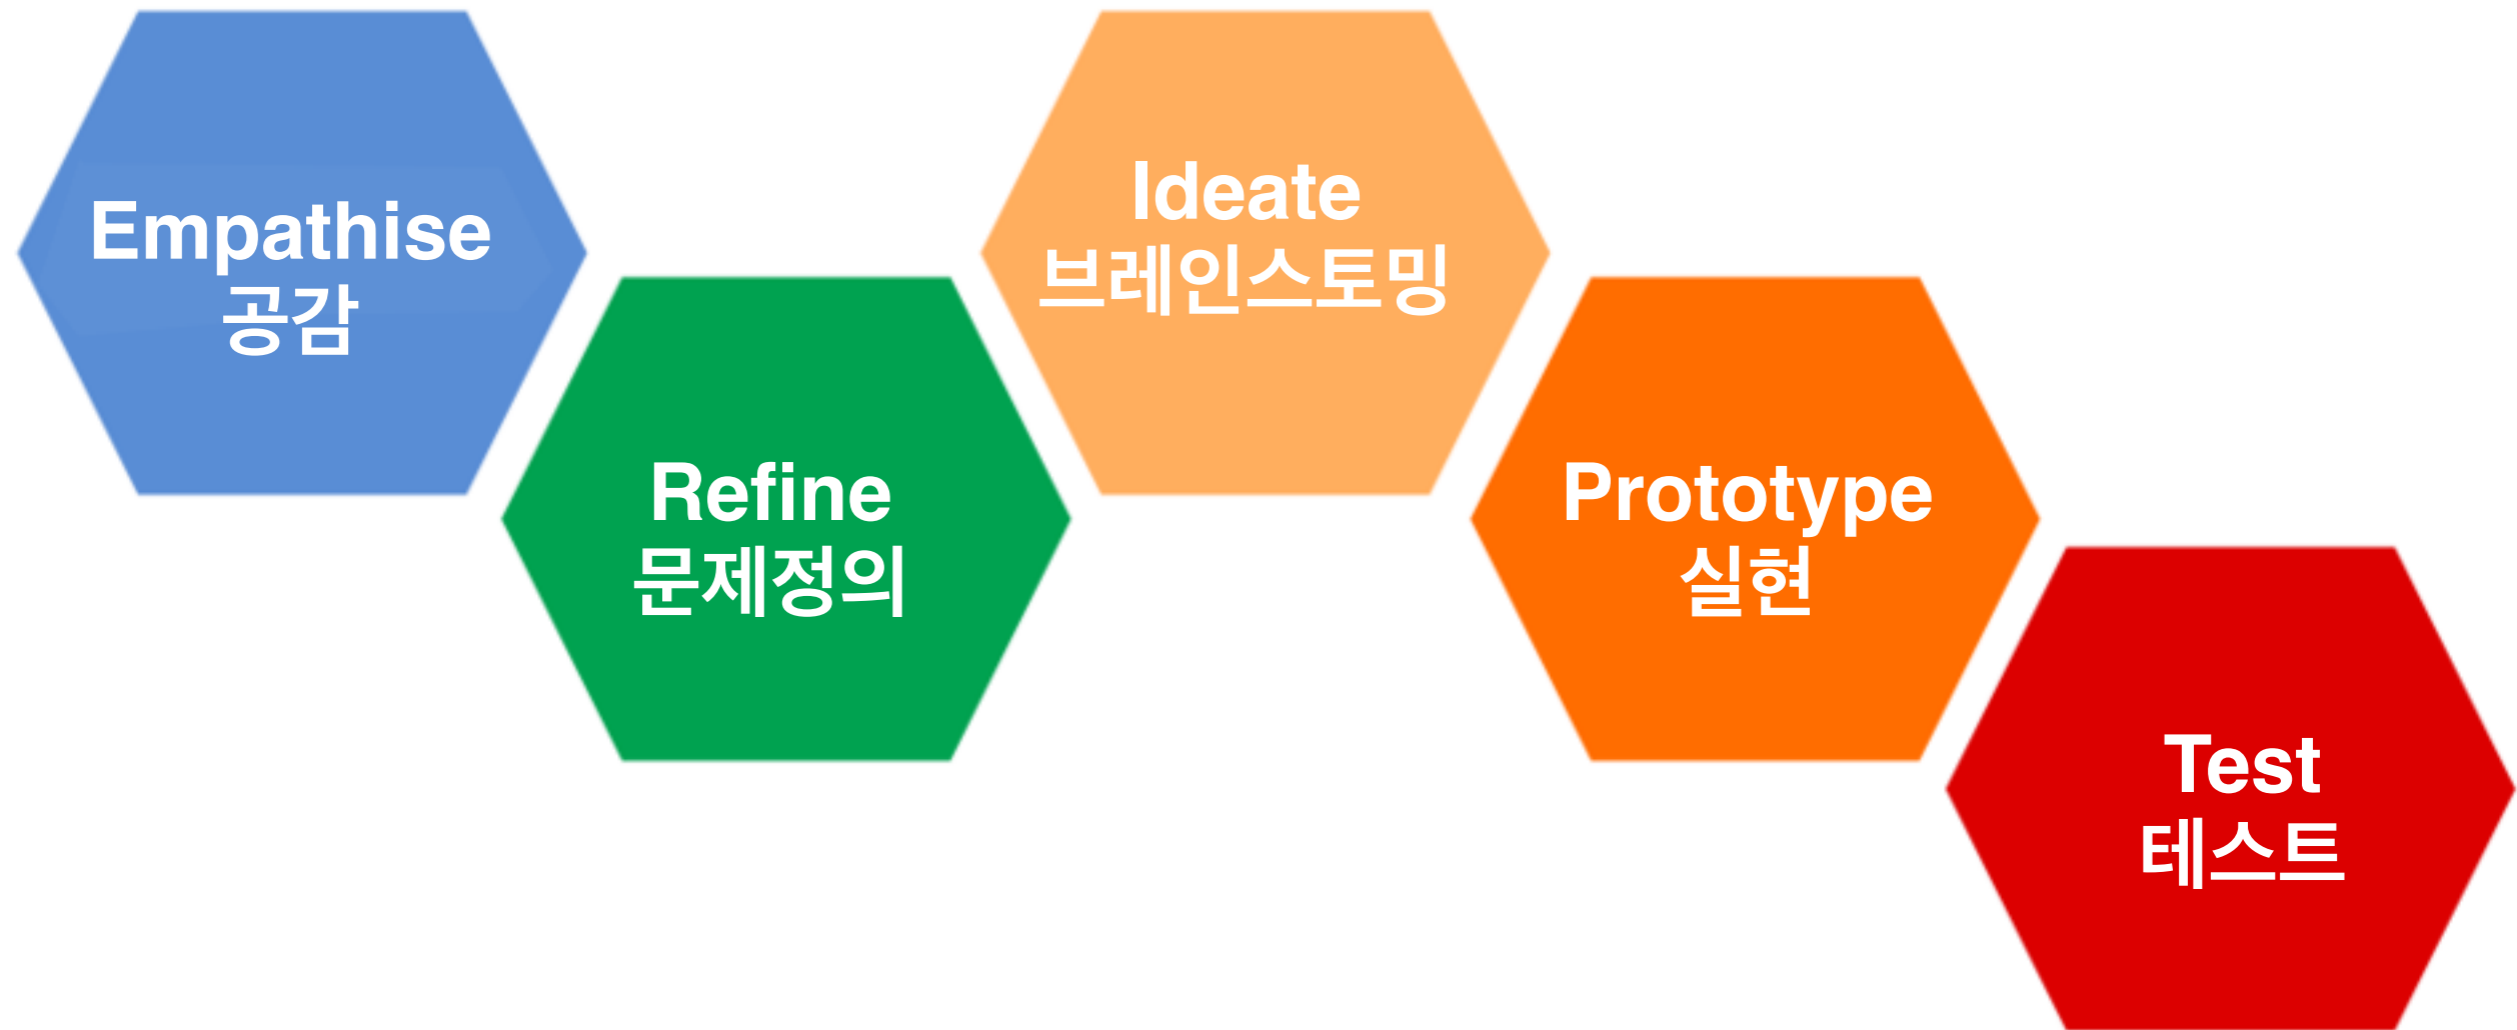 Empathise
공감
Refine
문제정의
Ideate
브레인스토밍
Prototype
실현
Test
테스트